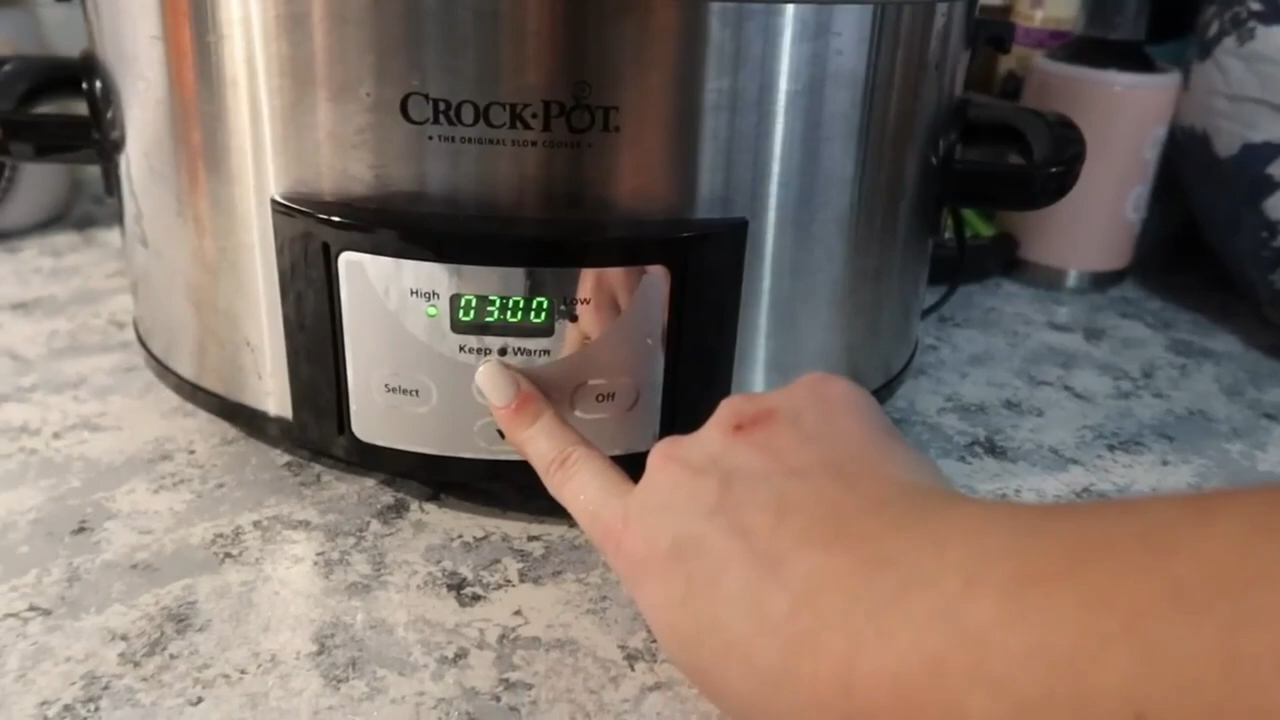 CROCK·POT®
• THE ORIGINAL SLOW COOKER •
High 03:00 Low
Keep Warm
Select
Off